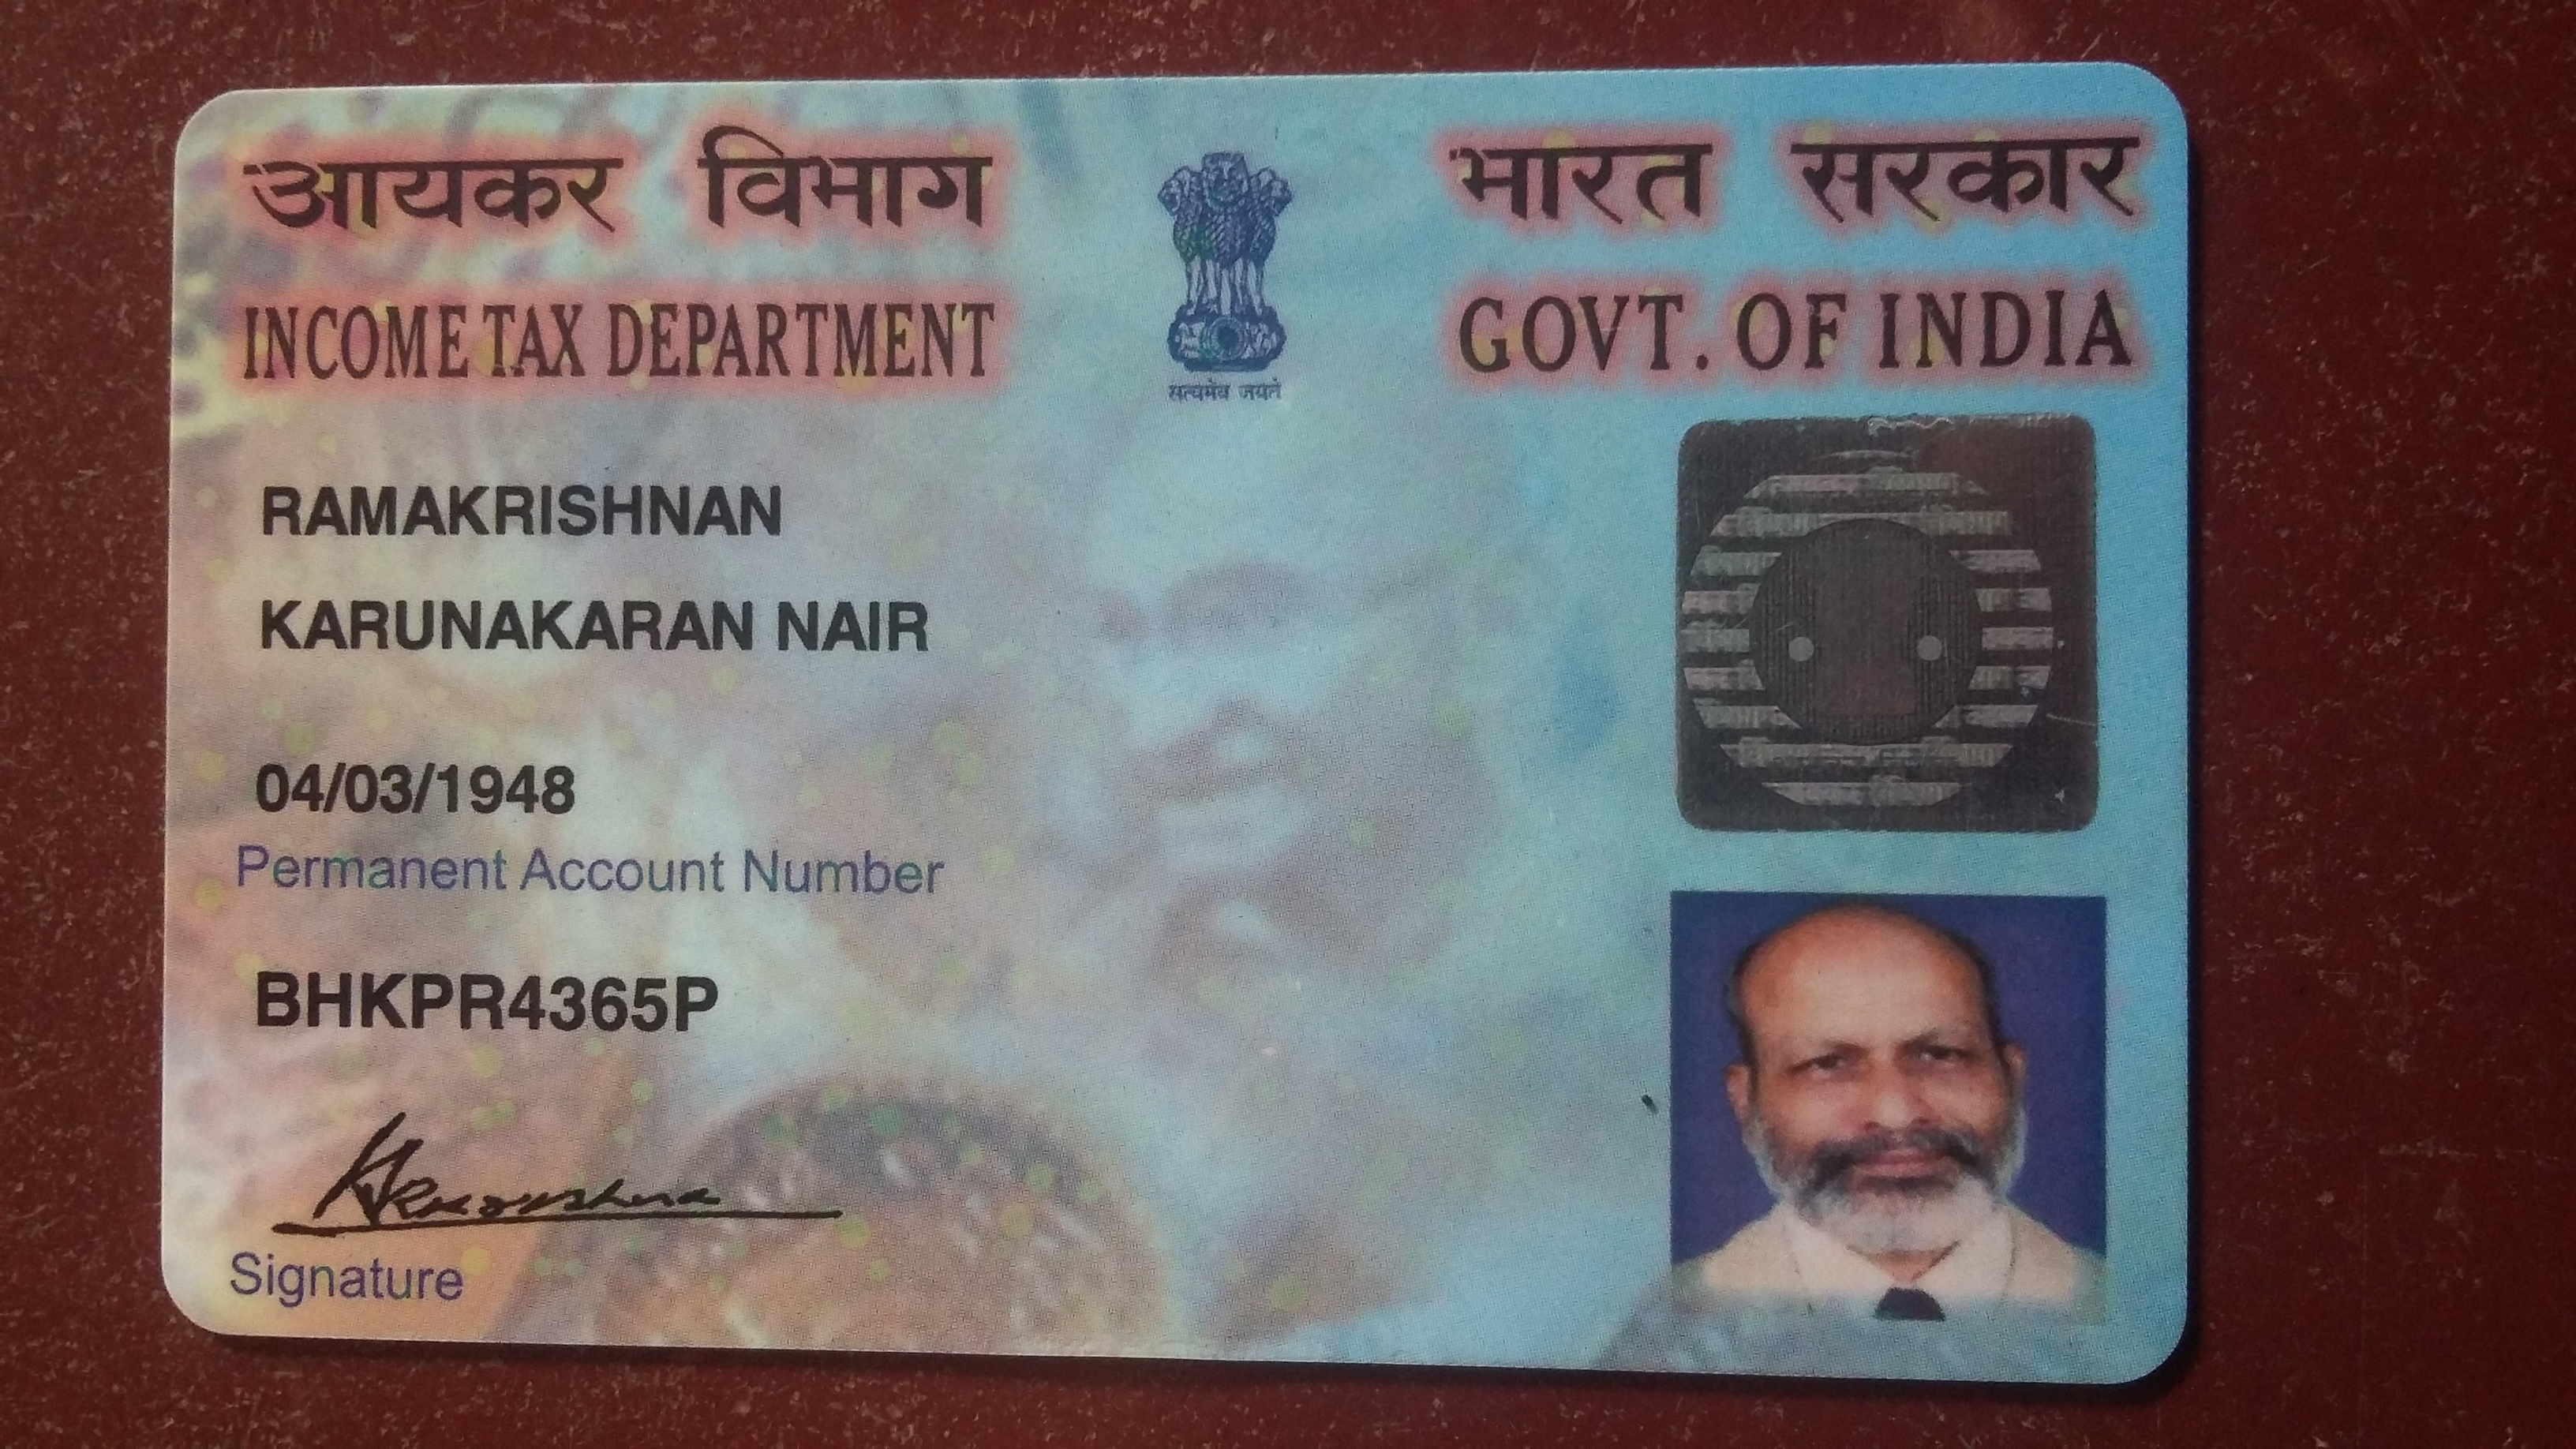 आयकर विभाग
INCOME TAX DEPARTMENT
सत्यमेव जयते
भारत सरकार
GOVT. OF INDIA
RAMAKRISHNAN
KARUNAKARAN NAIR
04/03/1948
Permanent Account Number
BHKPR4365P
Signature